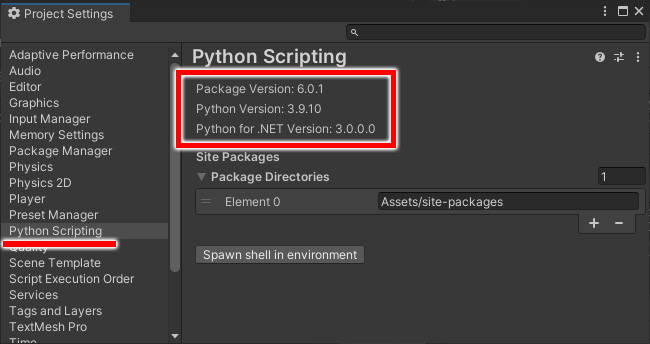 Project Settings
Adaptive Performance
Audio
Editor
Graphics
Input Manager
Memory Settings
Package Manager
Physics
Physics 2D
Player
Preset Manager
Python Scripting
Quality
Scene Template
Script Execution Order
Services
Tags and Layers
TextMesh Pro
Time
Python Scripting
Package Version: 6.0.1
Python Version: 3.9.10
Python for .NET Version: 3.0.0.0
Site Packages
Package Directories 1
Element 0 Assets/site-packages
Spawn shell in environment